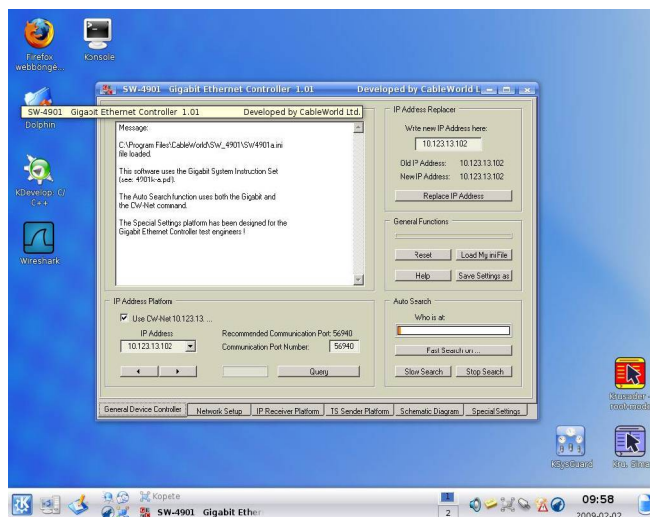 Firefox
webbönge...
Konsole
SW-4901 Gigabit Ethernet Controller 1.01 Developed by CableWorld L
SW-4901 Gigabit Ethernet Controller 1.01 Developed by CableWorld Ltd.
Dolphin
KDevelop: C/
C++
Wireshark
Message:
C:\Program Files\CableWorld\SW_4901\SW4901a.ini
file loaded.
This software uses the Gigabit System Instruction Set
(see: 4901k-a.pdf).
The Auto Search function uses both the Gigabit and
the CW-Net command.
The Special Settings platform has been designed for the
Gigabit Ethernet Controller test engineers !
IP Address Replacer
Write new IP Address here:
10.123.13.102
Old IP Address: 10.123.13.102
New IP Address: 10.123.13.102
Replace IP Address
General Functions
Reset Load My ini File
Help Save Settings as
IP Address Platform
Use CW-Net 10.123.13. ...
IP Address Recommended Communication Port: 56940
10.123.13.102 Communication Port Number: 56940
Query
Auto Search
Who is at:
Fast Search on ...
Slow Search Stop Search
General Device Controller Network Setup IP Receiver Platform TS Sender Platform Schematic Diagram Special Settings
Krusader -
root-mode
KSysGuard
Kopete
SW-4901 Gigabit Ether
1
2
09:58
2009-02-02